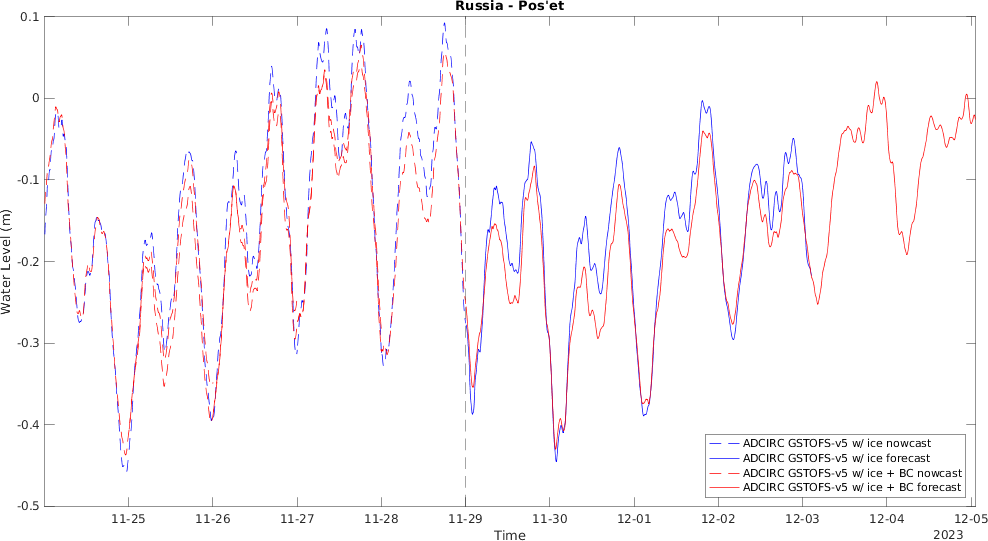 Russia - Pos'et
0.1
0
-0.1
-0.2
-0.3
-0.4
-0.5
Water Level (m)
11-25 11-26 11-27 11-28 11-29 11-30 12-01 12-02 12-03 12-04 12-05
Time
2023
ADCIRC GSTOFS-v5 w/ ice nowcast
ADCIRC GSTOFS-v5 w/ ice forecast
ADCIRC GSTOFS-v5 w/ ice + BC nowcast
ADCIRC GSTOFS-v5 w/ ice + BC forecast